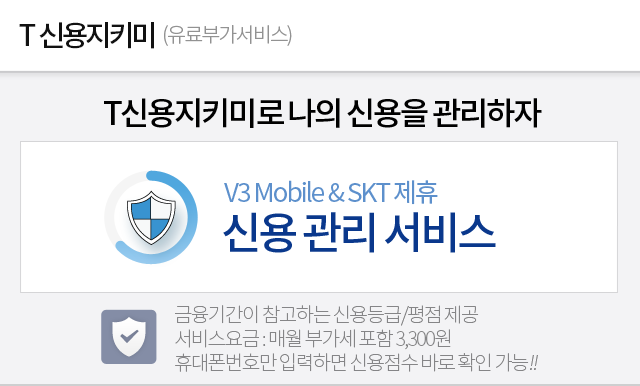 T 신용지키미 (유료부가서비스)
T신용지키미로 나의 신용을 관리하자
V3 Mobile & SKT 제휴
신용 관리 서비스
금융기간이 참고하는 신용등급/평점 제공
서비스요금 : 매월 부가세 포함 3,300원
휴대폰번호만 입력하면 신용점수 바로 확인 가능!!